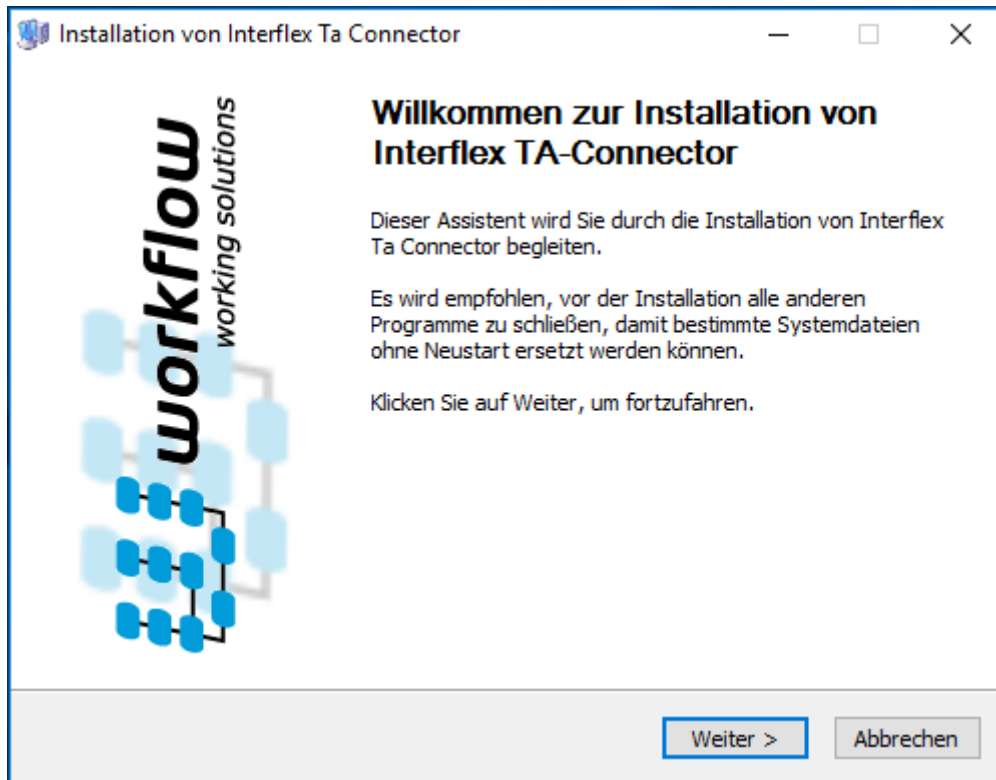 Installation von Interflex Ta Connector
workflow
working solutions
Willkommen zur Installation von
Interflex TA-Connector
Dieser Assistent wird Sie durch die Installation von Interflex
Ta Connector begleiten.
Es wird empfohlen, vor der Installation alle anderen
Programme zu schließen, damit bestimmte Systemdateien
ohne Neustart ersetzt werden können.
Klicken Sie auf Weiter, um fortzufahren.
Weiter >
Abbrechen